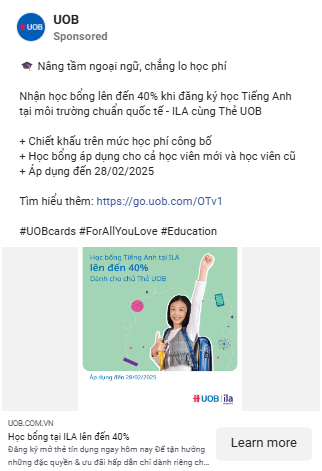 UOB
UOB
Sponsored
🎓 Nâng tầm ngoại ngữ, chẳng lo học phí
Nhận học bổng lên đến 40% khi đăng ký học Tiếng Anh
tại môi trường chuẩn quốc tế - ILA cùng Thẻ UOB
+ Chiết khấu trên mức học phí công bố
+ Học bổng áp dụng cho cả học viên mới và học viên cũ
+ Áp dụng đến 28/02/2025
Tìm hiểu thêm: https://go.uob.com/OTv1
#UOBcards #ForAllYouLove #Education
Học bổng Tiếng Anh tại ILA
lên đến 40%
Dành cho chủ Thẻ UOB
Áp dụng đến 28/02/2025
UOB ila
UOB.COM.VN
Học bổng tại ILA lên đến 40%
Đăng ký mở thẻ tín dụng ngay hôm nay Để tận hưởng
những đặc quyền & ưu đãi hấp dẫn chỉ dành riêng ch...
Learn more